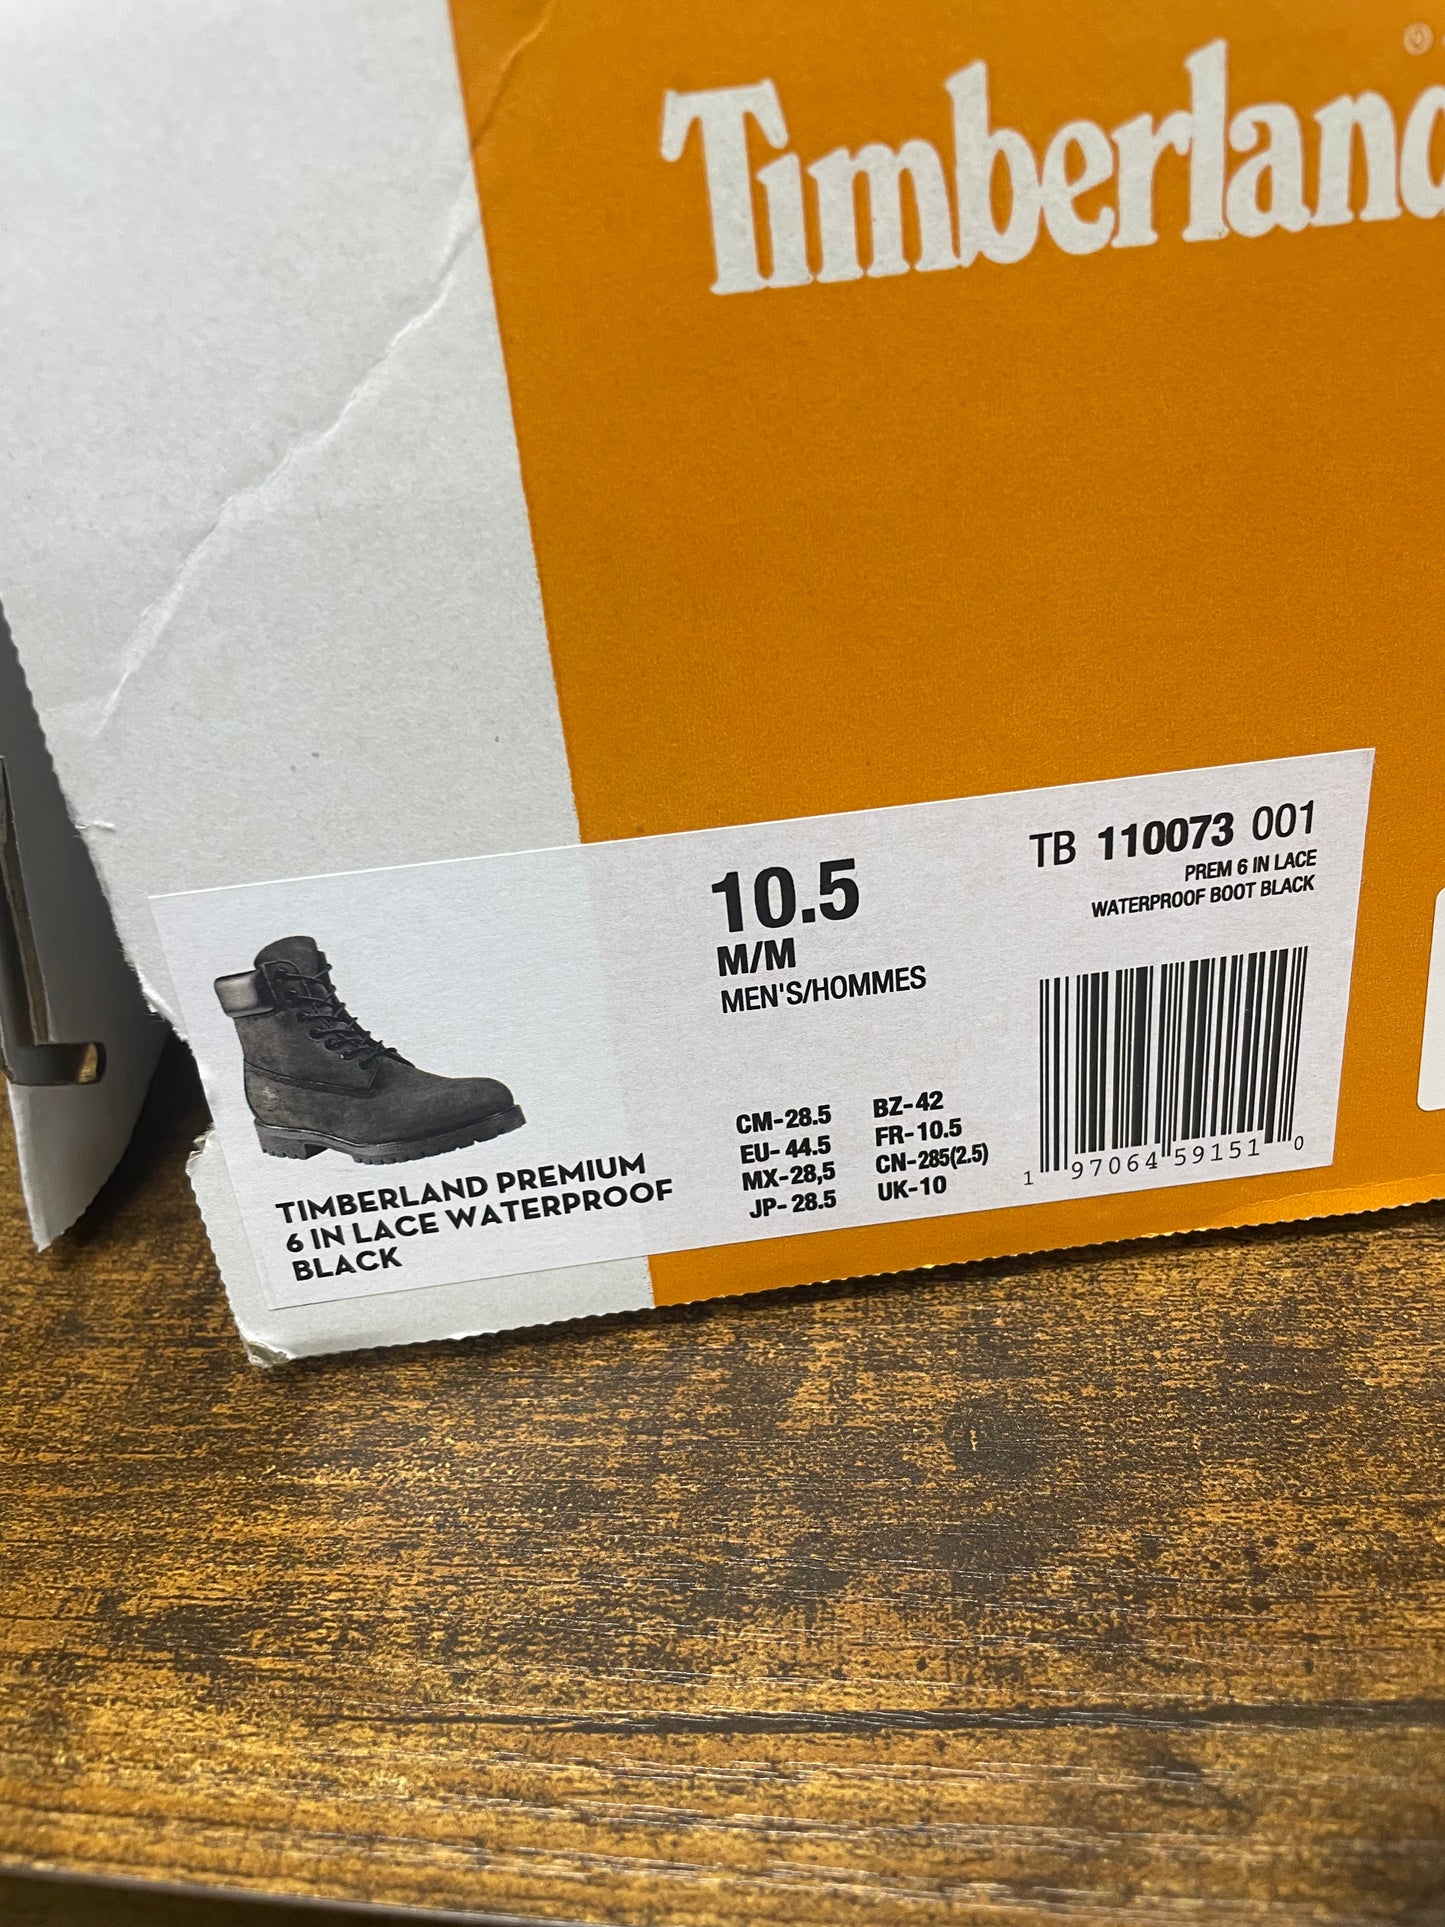 Timberland
10.5
M/M
MEN'S/HOMMES
TB 110073 001
PREM 6 IN LACE
WATERPROOF BOOT BLACK
TIMBERLAND PREMIUM
6 IN LACE WATERPROOF
BLACK
CM-28.5 BZ-42
EU- 44.5 FR-10.5
MX-28,5 CN-285(2.5)
JP- 28.5 UK-10
1 97064 59151 0